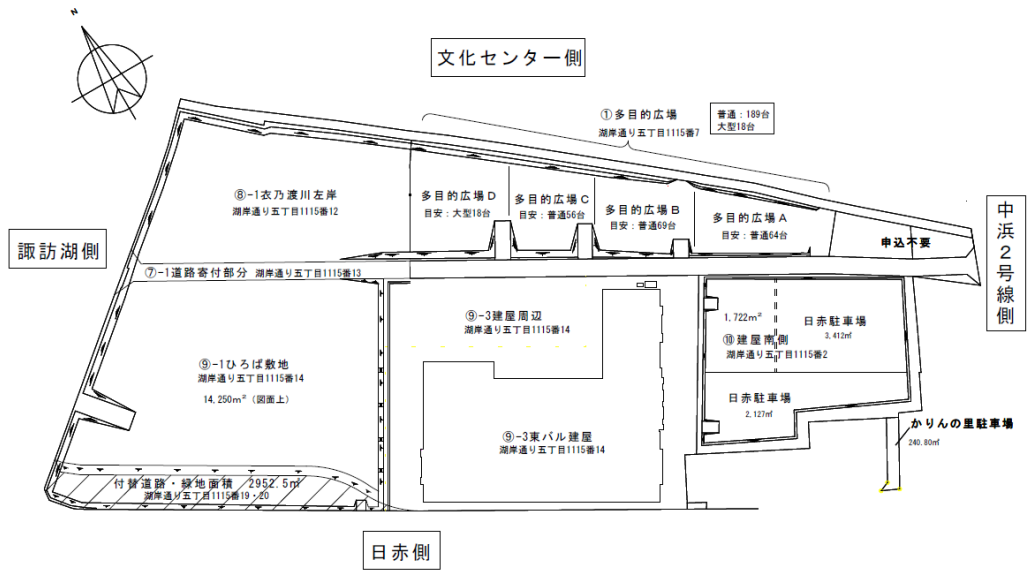 N
文化センター側
①多目的広場
湖岸通り五丁目1115番7
普通：189台
大型18台
⑧-1衣乃渡川左岸
湖岸通り五丁目1115番12
多目的広場D
目安：大型18台
多目的広場C
目安：普通56台
多目的広場B
目安：普通69台
多目的広場A
目安：普通64台
申込不要
中浜2号線側
諏訪湖側
⑦-1道路寄付部分 湖岸通り五丁目1115番13
⑨-3建屋周辺
湖岸通り五丁目1115番14
1,722m²
⑩建屋南側
湖岸通り五丁目1115番2
日赤駐車場
3,412㎡
⑨-1ひろば敷地
湖岸通り五丁目1115番14
14,250m²（図面上）
日赤駐車場
2,127㎡
かりんの里駐車場
240.80㎡
⑨-3東バル建屋
湖岸通り五丁目1115番14
付替道路・緑地面積 2952.5㎡
湖岸通り五丁目1115番19・20
日赤側